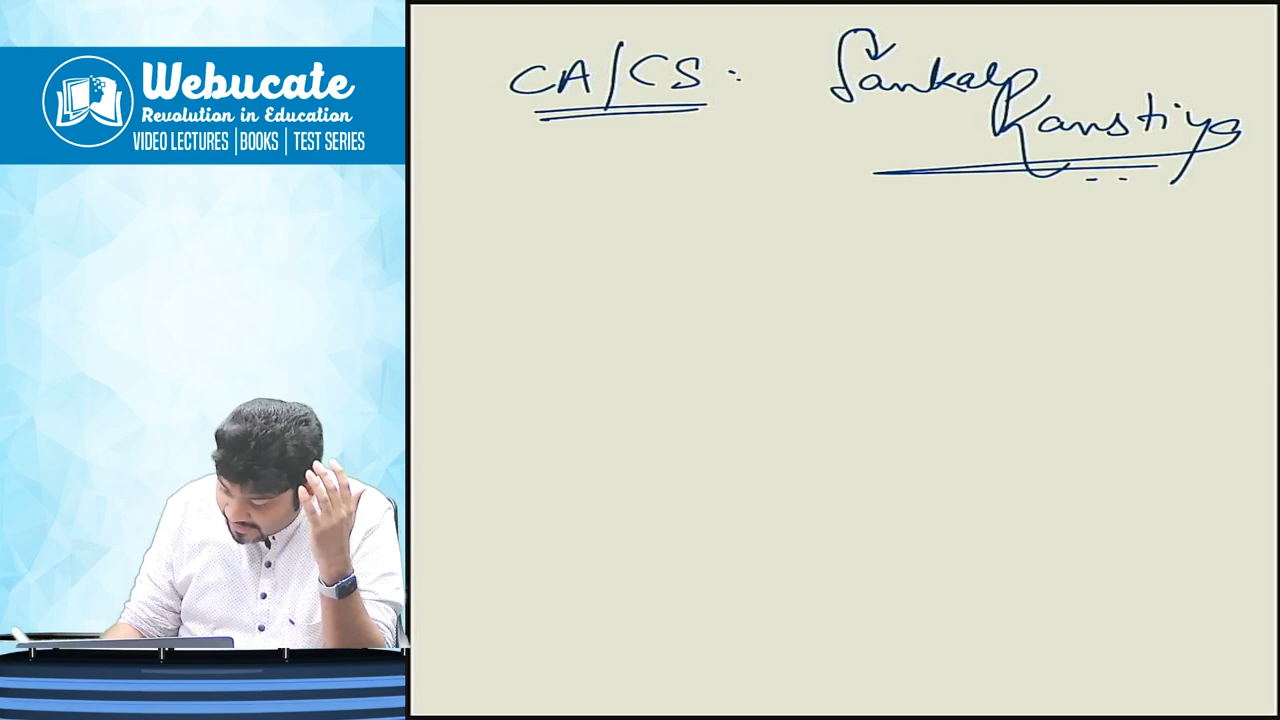 Webucate
Revolution in Education
VIDEO LECTURES | BOOKS | TEST SERIES
CA/CS: Sankalp
Kanstiya